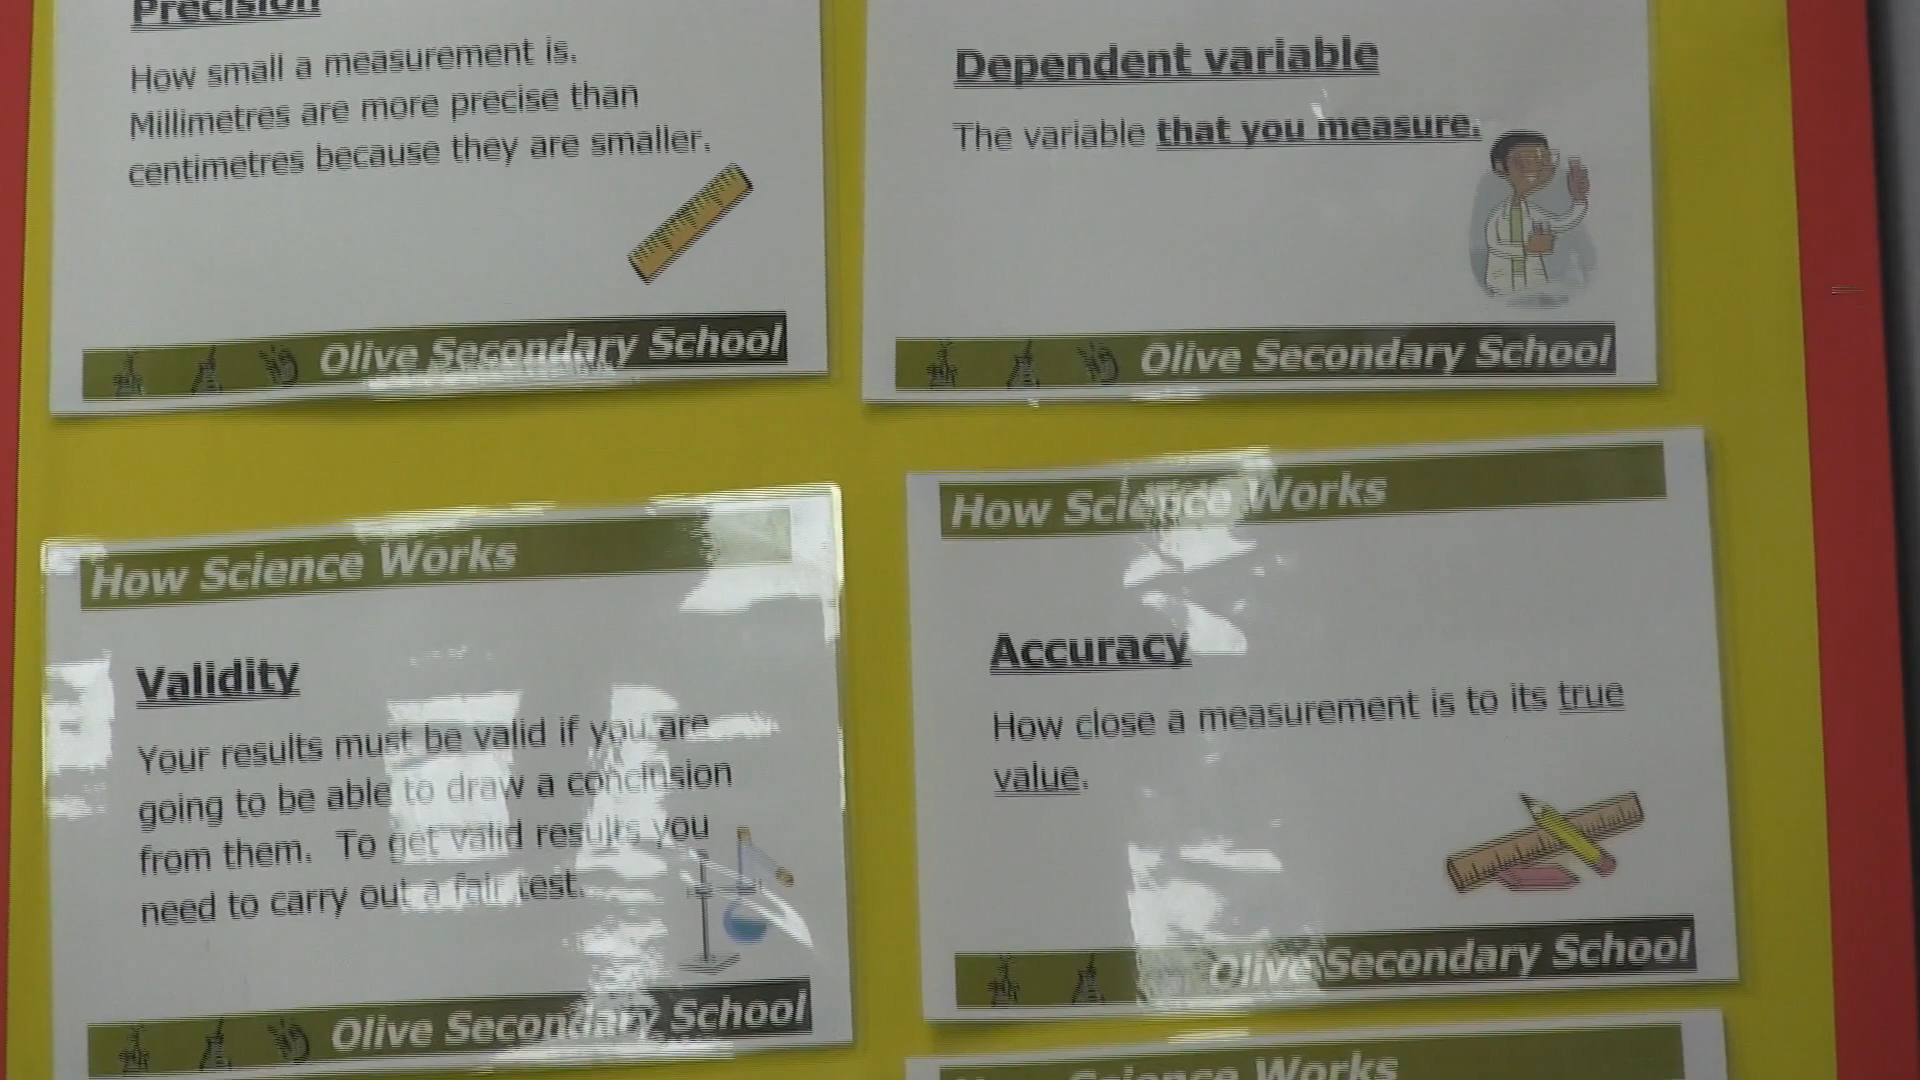 Precision
How small a measurement is.
Millimetres are more precise than
centimetres because they are smaller.
Olive Secondary School
Dependent variable
The variable that you measure.
Olive Secondary School
How Science Works
Validity
Your results must be valid if you are
going to be able to draw a conclusion
from them. To get valid results you
need to carry out a fair test.
Olive Secondary School
How Science Works
Accuracy
How close a measurement is to its true
value.
Olive Secondary School
How Science Works